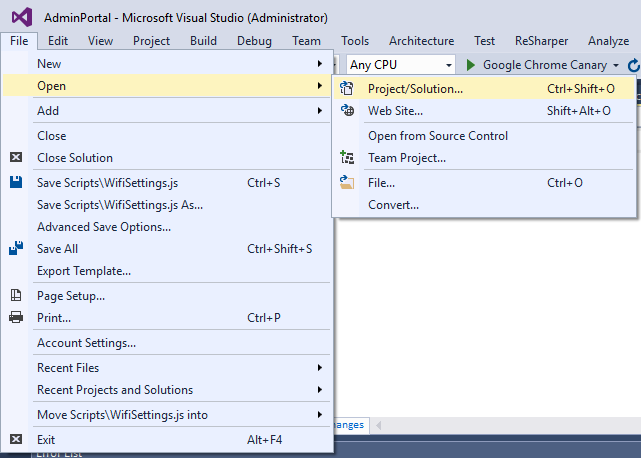 AdminPortal - Microsoft Visual Studio (Administrator)
File Edit View Project Build Debug Team Tools Architecture Test ReSharper Analyze
Any CPU Google Chrome Canary
New
Open
Add
Close
Close Solution
Save Scripts\WifiSettings.js Ctrl+S
Save Scripts\WifiSettings.js As...
Advanced Save Options...
Save All Ctrl+Shift+S
Export Template...
Page Setup...
Print... Ctrl+P
Account Settings...
Recent Files
Recent Projects and Solutions
Move Scripts\WifiSettings.js into
Exit Alt+F4
Project/Solution... Ctrl+Shift+O
Web Site... Shift+Alt+O
Open from Source Control
Team Project...
File... Ctrl+O
Convert...
anges
Error List